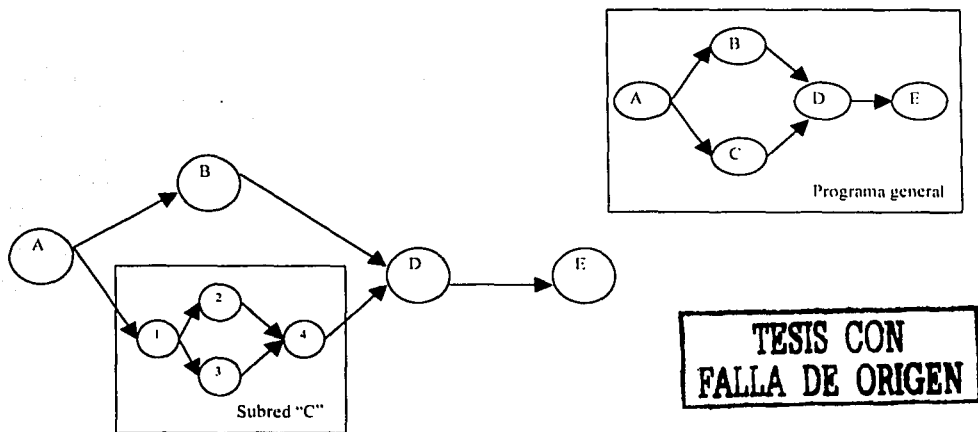 B
A
C
D
E
Programa general
B
A
D
E
1
2
3
4
Subred "C"
TESIS CON
FALLA DE ORIGEN